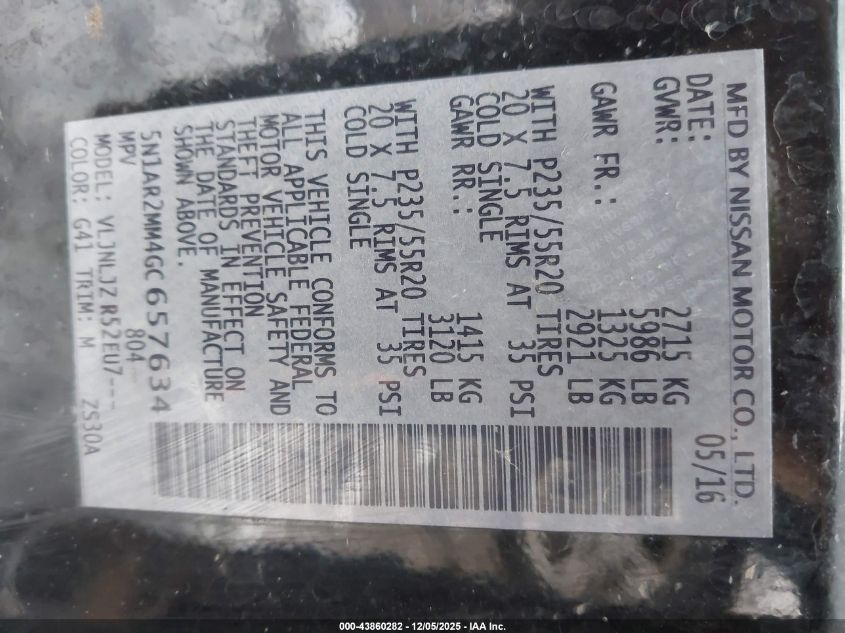 MFD BY NISSAN MOTOR CO., LTD.
DATE: 05/16
GVWR: 2715 KG
5986 LB
GAWR FR.: 1325 KG
2921 LB
WITH P235/55R20 TIRES
20 X 7.5 RIMS AT 35 PSI
COLD SINGLE
GAWR RR.: 1415 KG
3120 LB
WITH P235/55R20 TIRES
20 X 7.5 RIMS AT 35 PSI
COLD SINGLE
THIS VEHICLE CONFORMS TO
ALL APPLICABLE FEDERAL
MOTOR VEHICLE SAFETY AND
THEFT PREVENTION
STANDARDS IN EFFECT ON
THE DATE OF MANUFACTURE
SHOWN ABOVE.
5N1AR2MM4GC657634
MPV 804
MODEL: VLJNLJZ R52EU7---
COLOR: G41 TRIM: M ZS30A
000-43860282 - 12/05/2025 - IAA Inc.